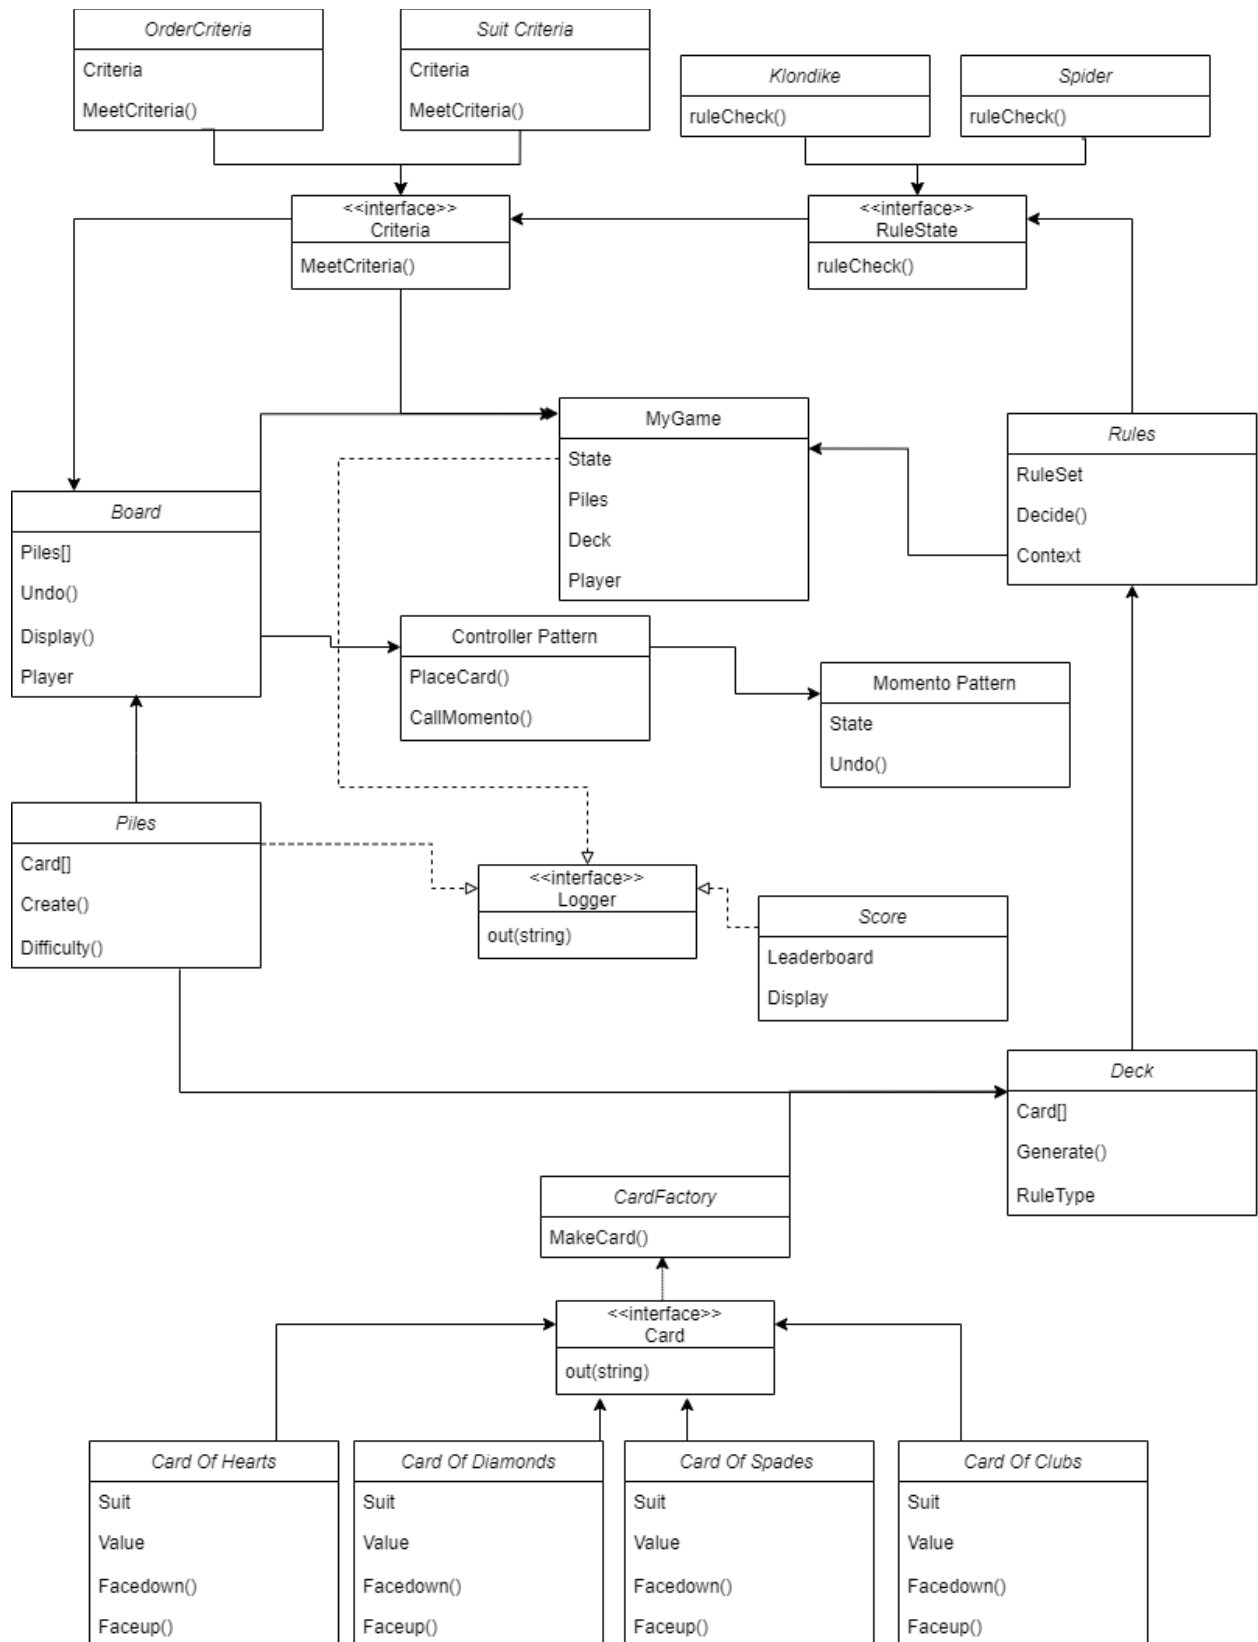 OrderCriteria
Criteria
MeetCriteria()
Suit Criteria
Criteria
MeetCriteria()
Klondike
ruleCheck()
Spider
ruleCheck()
<<interface>>
Criteria
MeetCriteria()
<<interface>>
RuleState
ruleCheck()
MyGame
State
Piles
Deck
Player
Rules
RuleSet
Decide()
Context
Board
Piles[]
Undo()
Display()
Player
Controller Pattern
PlaceCard()
CallMomento()
Momento Pattern
State
Undo()
Piles
Card[]
Create()
Difficulty()
<<interface>>
Logger
out(string)
Score
Leaderboard
Display
Deck
Card[]
Generate()
RuleType
CardFactory
MakeCard()
<<interface>>
Card
out(string)
Card Of Hearts
Suit
Value
Facedown()
Faceup()
Card Of Diamonds
Suit
Value
Facedown()
Faceup()
Card Of Spades
Suit
Value
Facedown()
Faceup()
Card Of Clubs
Suit
Value
Facedown()
Faceup()